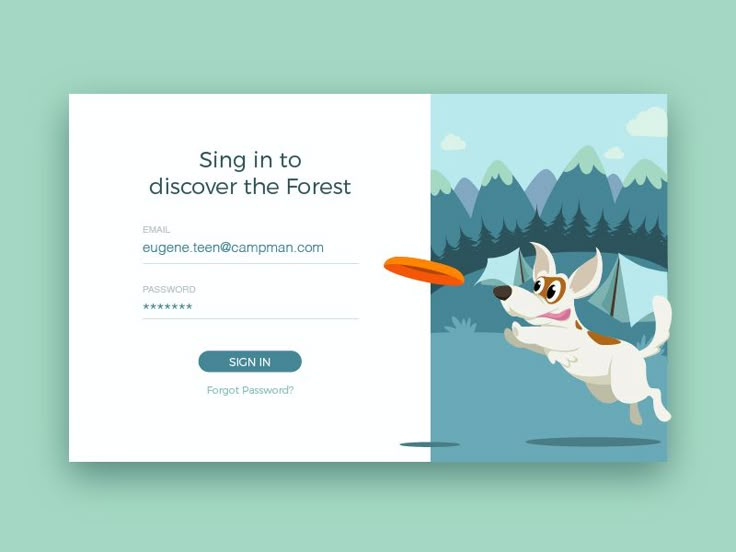 Sing in to
discover the Forest
EMAIL
eugene.teen@campman.com
PASSWORD
*******
SIGN IN
Forgot Password?